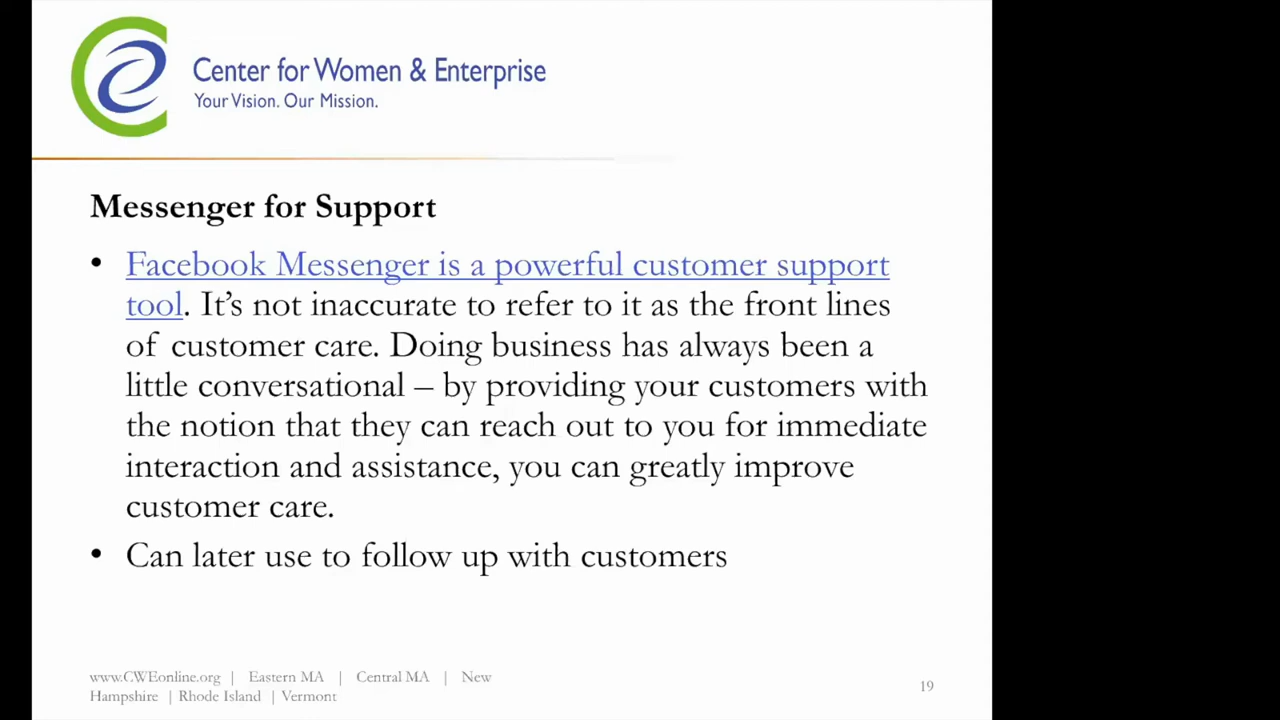 Center for Women & Enterprise
Your Vision. Our Mission.
Messenger for Support
• Facebook Messenger is a powerful customer support
tool. It’s not inaccurate to refer to it as the front lines
of customer care. Doing business has always been a
little conversational – by providing your customers with
the notion that they can reach out to you for immediate
interaction and assistance, you can greatly improve
customer care.
• Can later use to follow up with customers
www.CWEonline.org | Eastern MA | Central MA | New
Hampshire | Rhode Island | Vermont
19